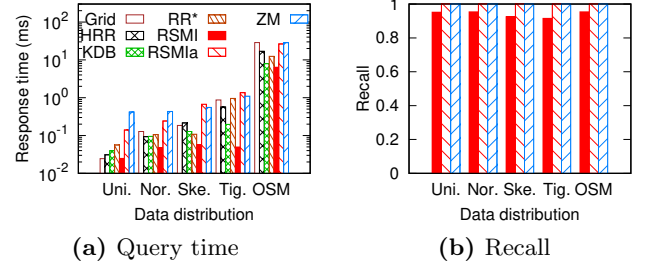 Response time (ms)
10^2
10^1
10^0
10^-1
10^-2
Grid
HRR
KDB
RR*
RSMI
RSMIa
ZM
Uni. Nor. Ske. Tig. OSM
Data distribution
(a) Query time
Recall
1
0.8
0.6
0.4
0.2
0
Uni. Nor. Ske. Tig. OSM
Data distribution
(b) Recall